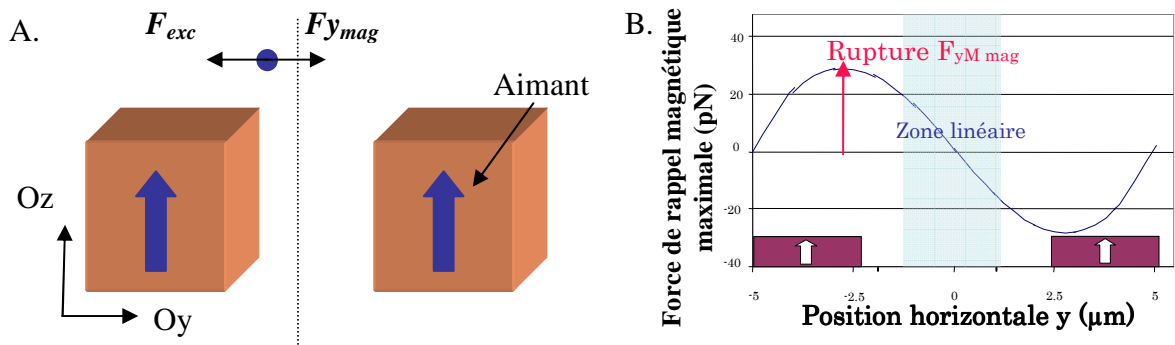 A.
F_exc Fy_mag
Aimant
Oz
Oy
B.
Force de rappel magnétique
maximale (pN)
40
20
0
-20
-40
Rupture F_yM mag
Zone linéaire
-5 -2.5 0 2.5 5
Position horizontale y (µm)